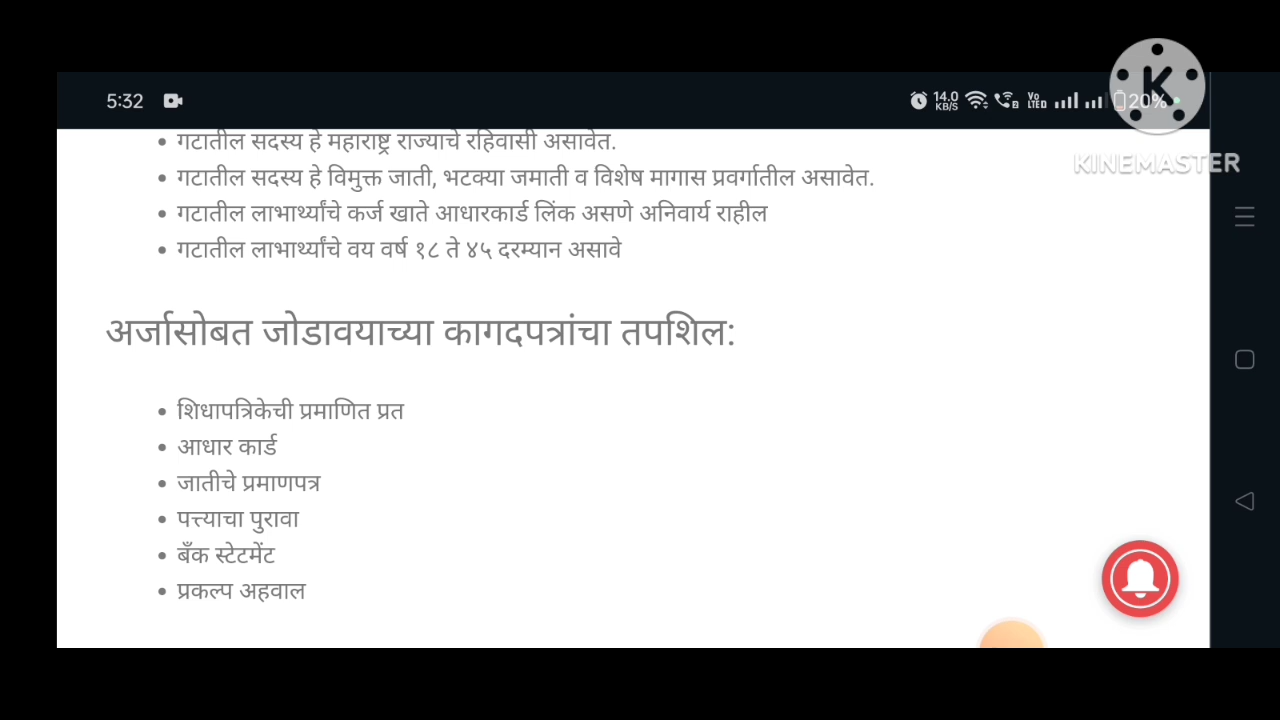 5:32
14.0 KB/S
Vo LTED
20%
K
KINEMASTER
गटातील सदस्य हे महाराष्ट्र राज्याचे रहिवासी असावेत.
गटातील सदस्य हे विमुक्त जाती, भटक्या जमाती व विशेष मागास प्रवर्गातील असावेत.
गटातील लाभार्थ्यांचे कर्ज खाते आधारकार्ड लिंक असणे अनिवार्य राहील
गटातील लाभार्थ्यांचे वय वर्ष १८ ते ४५ दरम्यान असावे
अर्जासोबत जोडावयाच्या कागदपत्रांचा तपशिल:
शिधापत्रिकेची प्रमाणित प्रत
आधार कार्ड
जातीचे प्रमाणपत्र
पत्त्याचा पुरावा
बँक स्टेटमेंट
प्रकल्प अहवाल